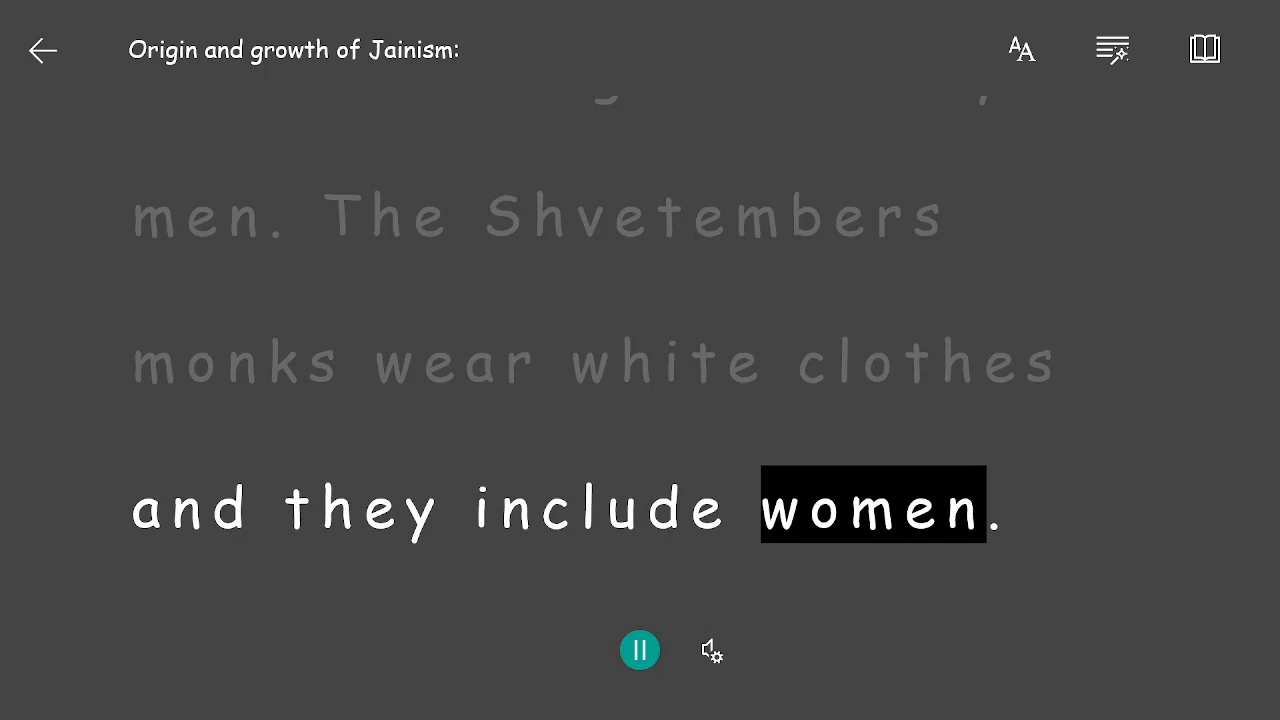 Origin and growth of Jainism:
men. The Shvetembers
monks wear white clothes
and they include women.